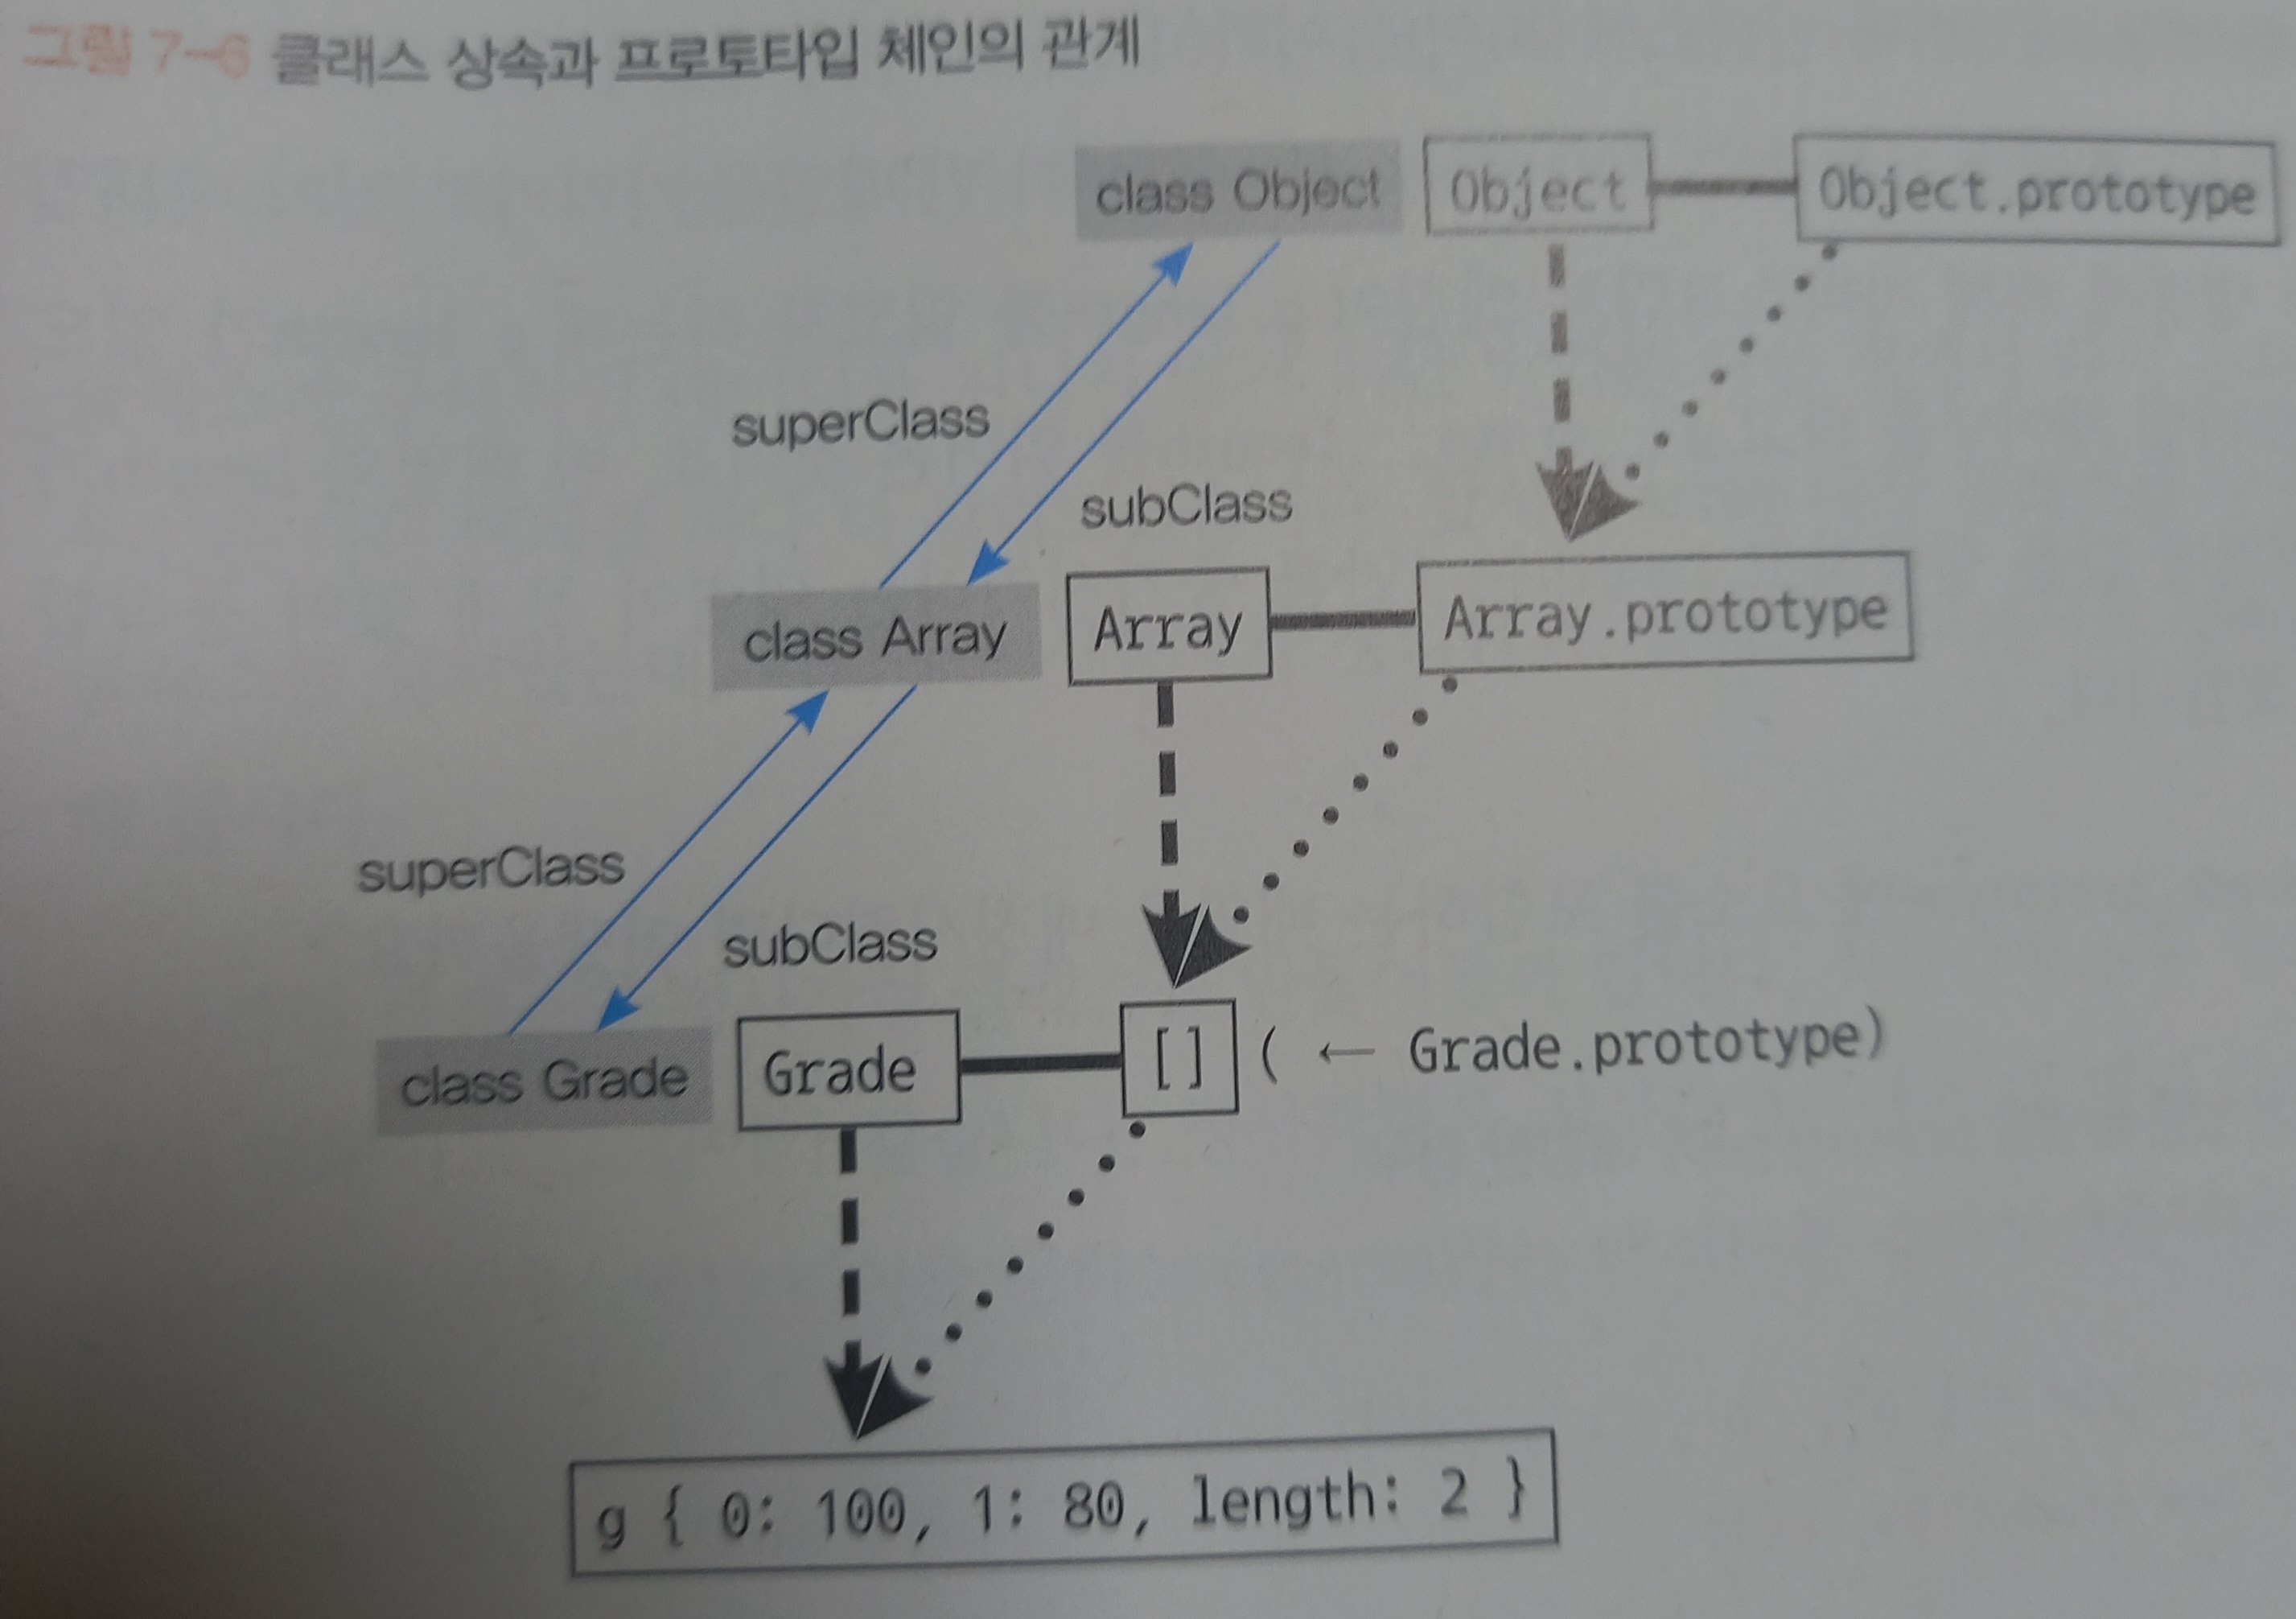 그림 7-6 클래스 상속과 프로토타입 체인의 관계
class Object Object Object.prototype
superClass
subClass
class Array Array Array.prototype
superClass
subClass
class Grade Grade [] ( ← Grade.prototype)
g { 0: 100, 1: 80, length: 2 }